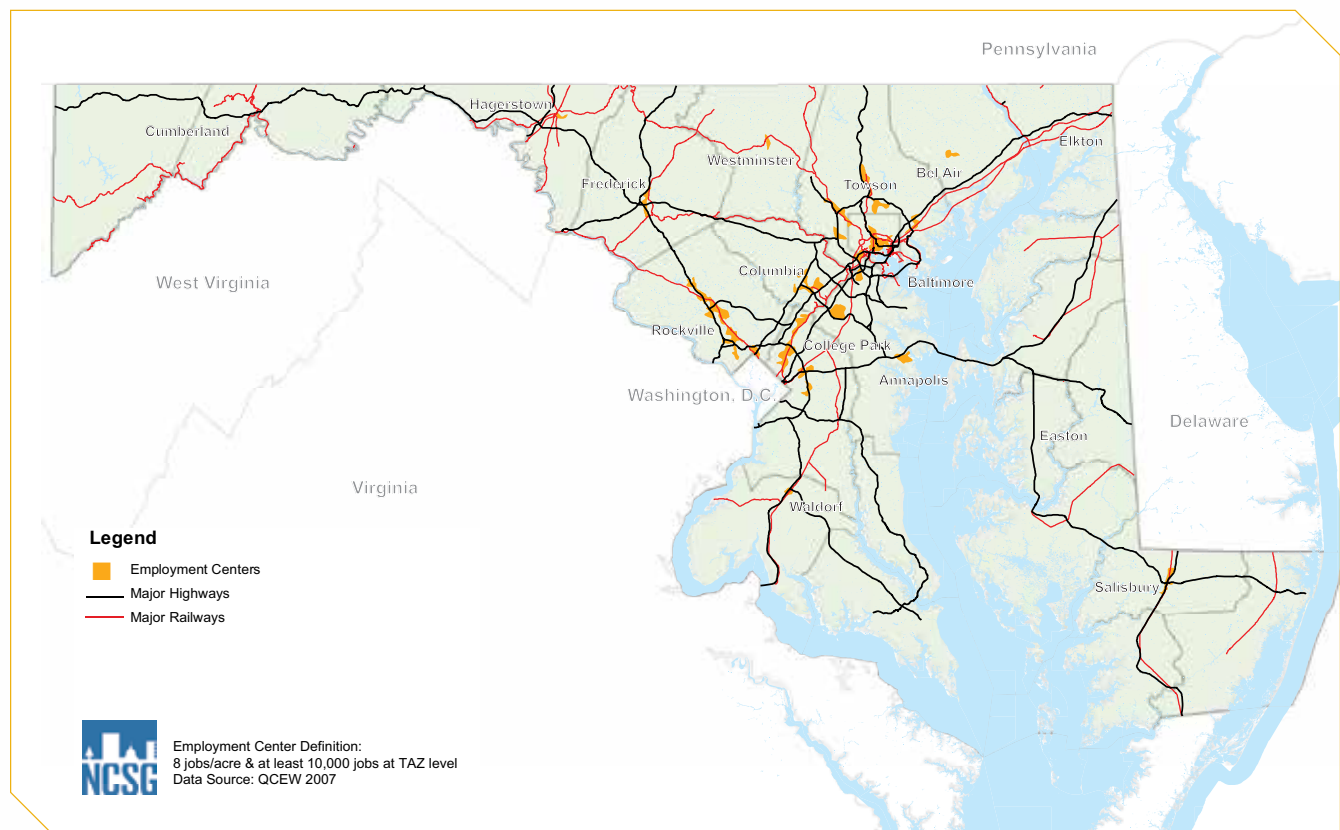 Pennsylvania
Hagerstown
Cumberland
Elkton
Westminster
Bel Air
Frederick
Towson
Columbia
West Virginia
Baltimore
Rockville
College Park
Annapolis
Washington, D.C.
Delaware
Easton
Virginia
Waldorf
Salisbury
Legend
Employment Centers
Major Highways
Major Railways
NCSG
Employment Center Definition:
8 jobs/acre & at least 10,000 jobs at TAZ level
Data Source: QCEW 2007